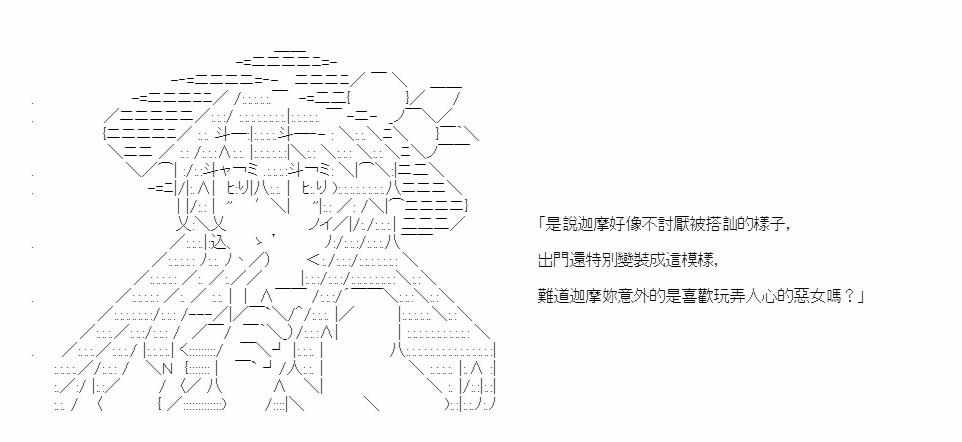 「是說迦摩好像不討厭被搭訕的樣子,
出門還特別變裝成這模樣,
難道迦摩妳意外的是喜歡玩弄人心的惡女嗎？」